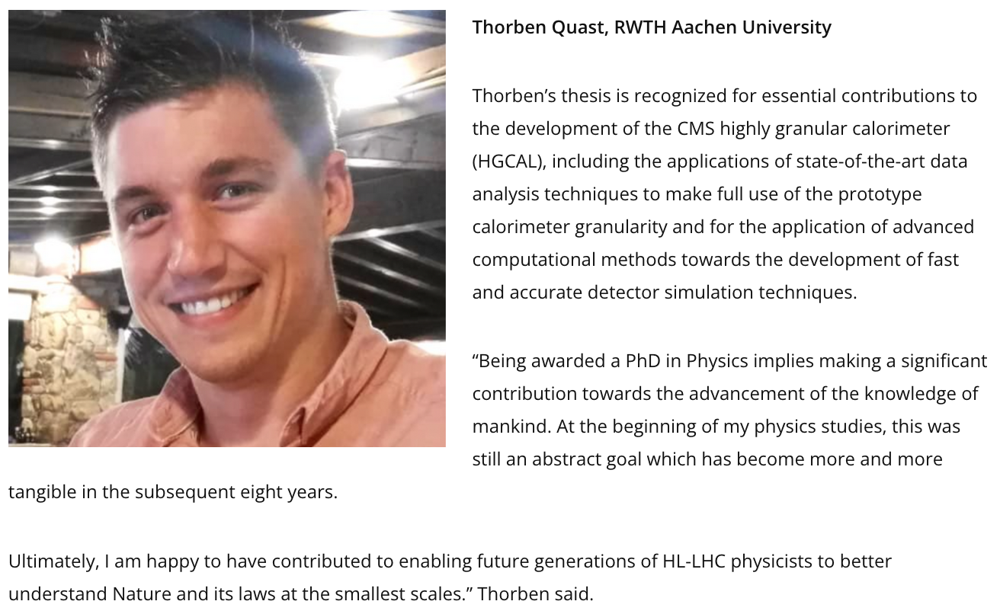 Thorben Quast, RWTH Aachen University
Thorben’s thesis is recognized for essential contributions to
the development of the CMS highly granular calorimeter
(HGCAL), including the applications of state-of-the-art data
analysis techniques to make full use of the prototype
calorimeter granularity and for the application of advanced
computational methods towards the development of fast
and accurate detector simulation techniques.
“Being awarded a PhD in Physics implies making a significant
contribution towards the advancement of the knowledge of
mankind. At the beginning of my physics studies, this was
still an abstract goal which has become more and more
tangible in the subsequent eight years.
Ultimately, I am happy to have contributed to enabling future generations of HL-LHC physicists to better
understand Nature and its laws at the smallest scales.” Thorben said.